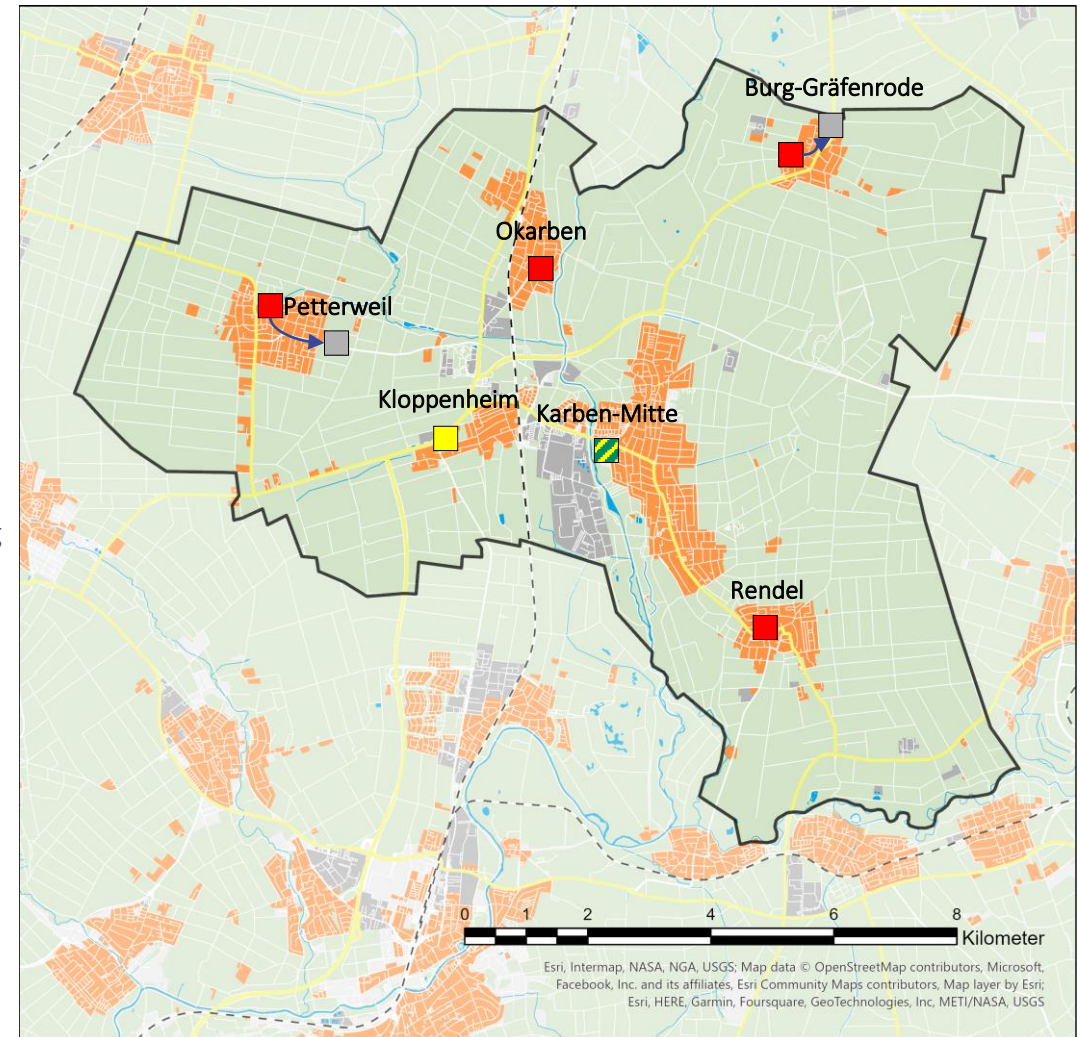 Burg-Gräfenrode
Okarben
Petterweil
Kloppenheim
Karben-Mitte
Rendel
0 1 2 4 6 8
Kilometer
Esri, Intermap, NASA, NGA, USGS; Map data © OpenStreetMap contributors, Microsoft,
Facebook, Inc. and its affiliates, Esri Community Maps contributors, Map layer by Esri;
Esri, HERE, Garmin, Foursquare, GeoTechnologies, Inc, METI/NASA, USGS